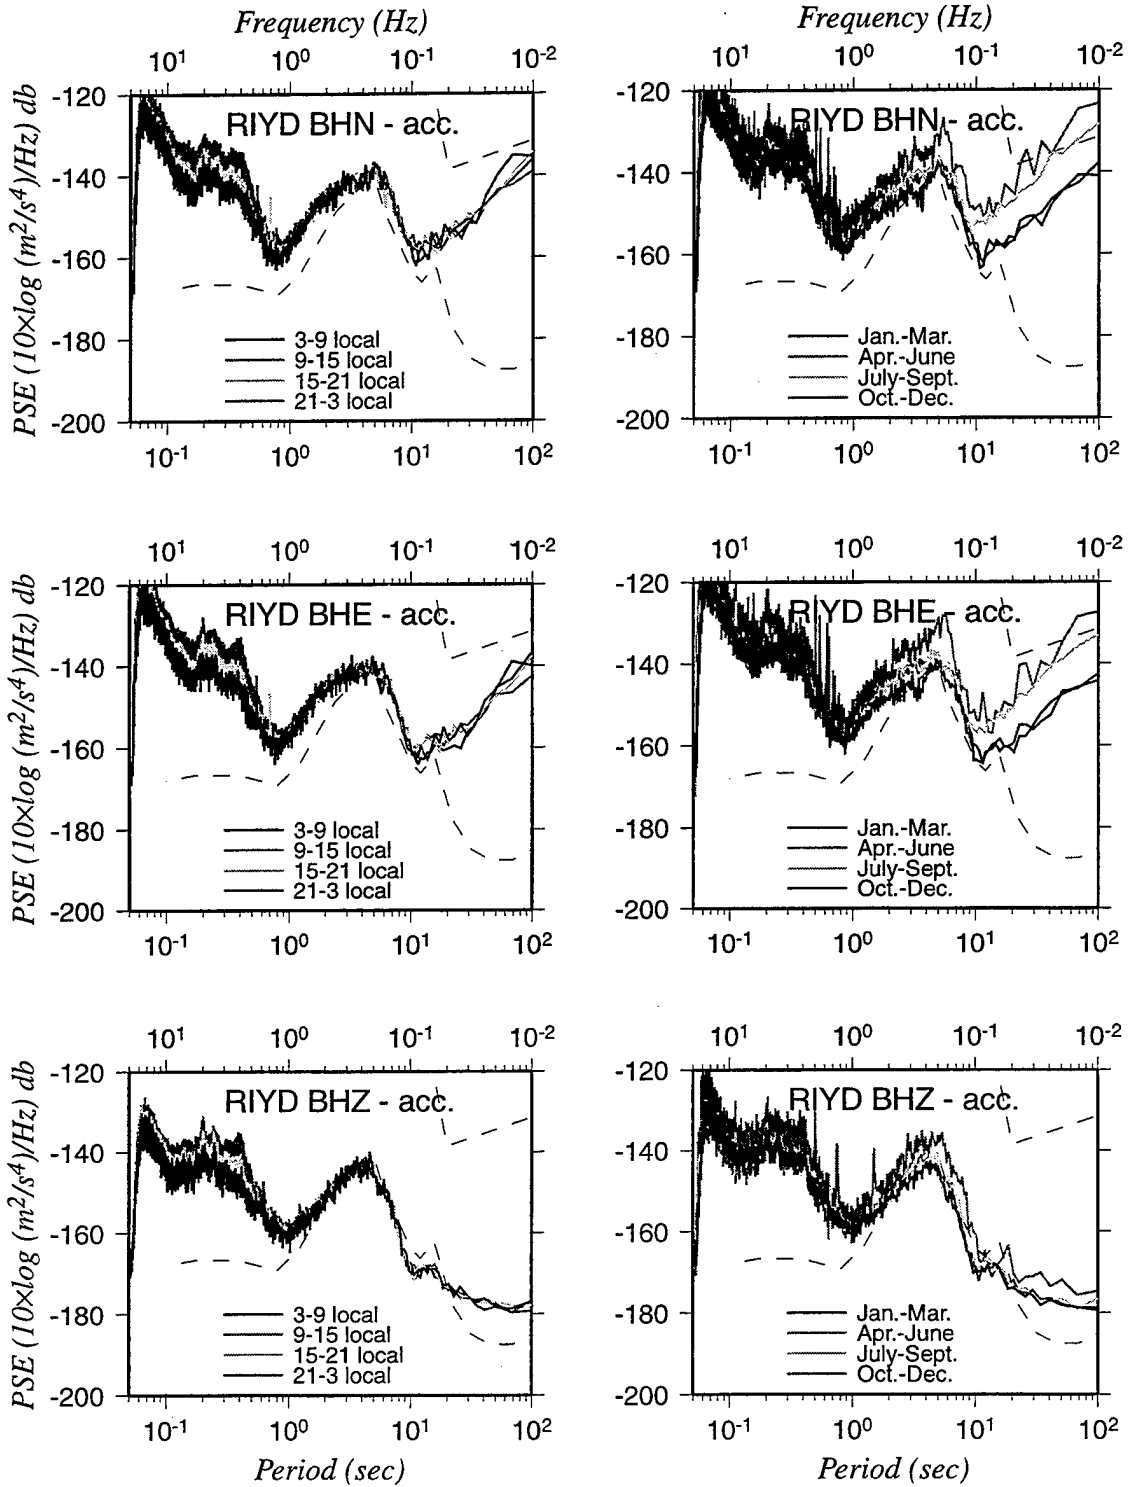 Frequency (Hz)
10¹ 10⁰ 10⁻¹ 10⁻²
PSE (10×log (m²/s⁴)/Hz) db
-120
-140
-160
-180
-200
RIYD BHN - acc.
3-9 local
9-15 local
15-21 local
21-3 local
10⁻¹ 10⁰ 10¹ 10²
Frequency (Hz)
10¹ 10⁰ 10⁻¹ 10⁻²
-120
-140
-160
-180
-200
RIYD BHN - acc.
Jan.-Mar.
Apr.-June
July-Sept.
Oct.-Dec.
10⁻¹ 10⁰ 10¹ 10²
10¹ 10⁰ 10⁻¹ 10⁻²
PSE (10×log (m²/s⁴)/Hz) db
-120
-140
-160
-180
-200
RIYD BHE - acc.
3-9 local
9-15 local
15-21 local
21-3 local
10⁻¹ 10⁰ 10¹ 10²
10¹ 10⁰ 10⁻¹ 10⁻²
-120
-140
-160
-180
-200
RIYD BHE - acc.
Jan.-Mar.
Apr.-June
July-Sept.
Oct.-Dec.
10⁻¹ 10⁰ 10¹ 10²
10¹ 10⁰ 10⁻¹ 10⁻²
PSE (10×log (m²/s⁴)/Hz) db
-120
-140
-160
-180
-200
RIYD BHZ - acc.
3-9 local
9-15 local
15-21 local
21-3 local
10⁻¹ 10⁰ 10¹ 10²
Period (sec)
10¹ 10⁰ 10⁻¹ 10⁻²
-120
-140
-160
-180
-200
RIYD BHZ - acc.
Jan.-Mar.
Apr.-June
July-Sept.
Oct.-Dec.
10⁻¹ 10⁰ 10¹ 10²
Period (sec)